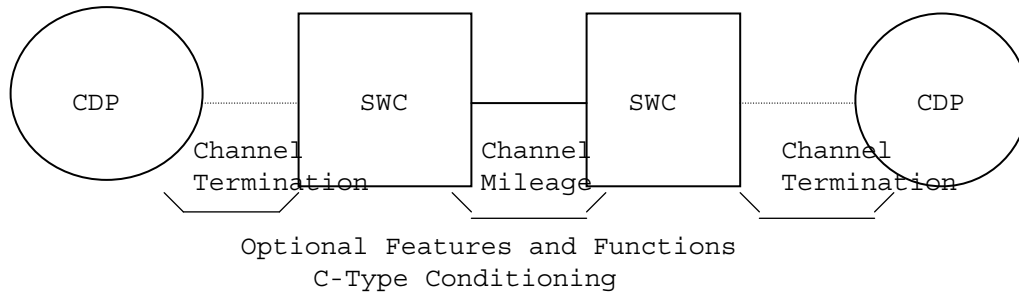 CDP SWC SWC CDP
Channel Channel Channel
Termination Mileage Termination
Optional Features and Functions
C-Type Conditioning